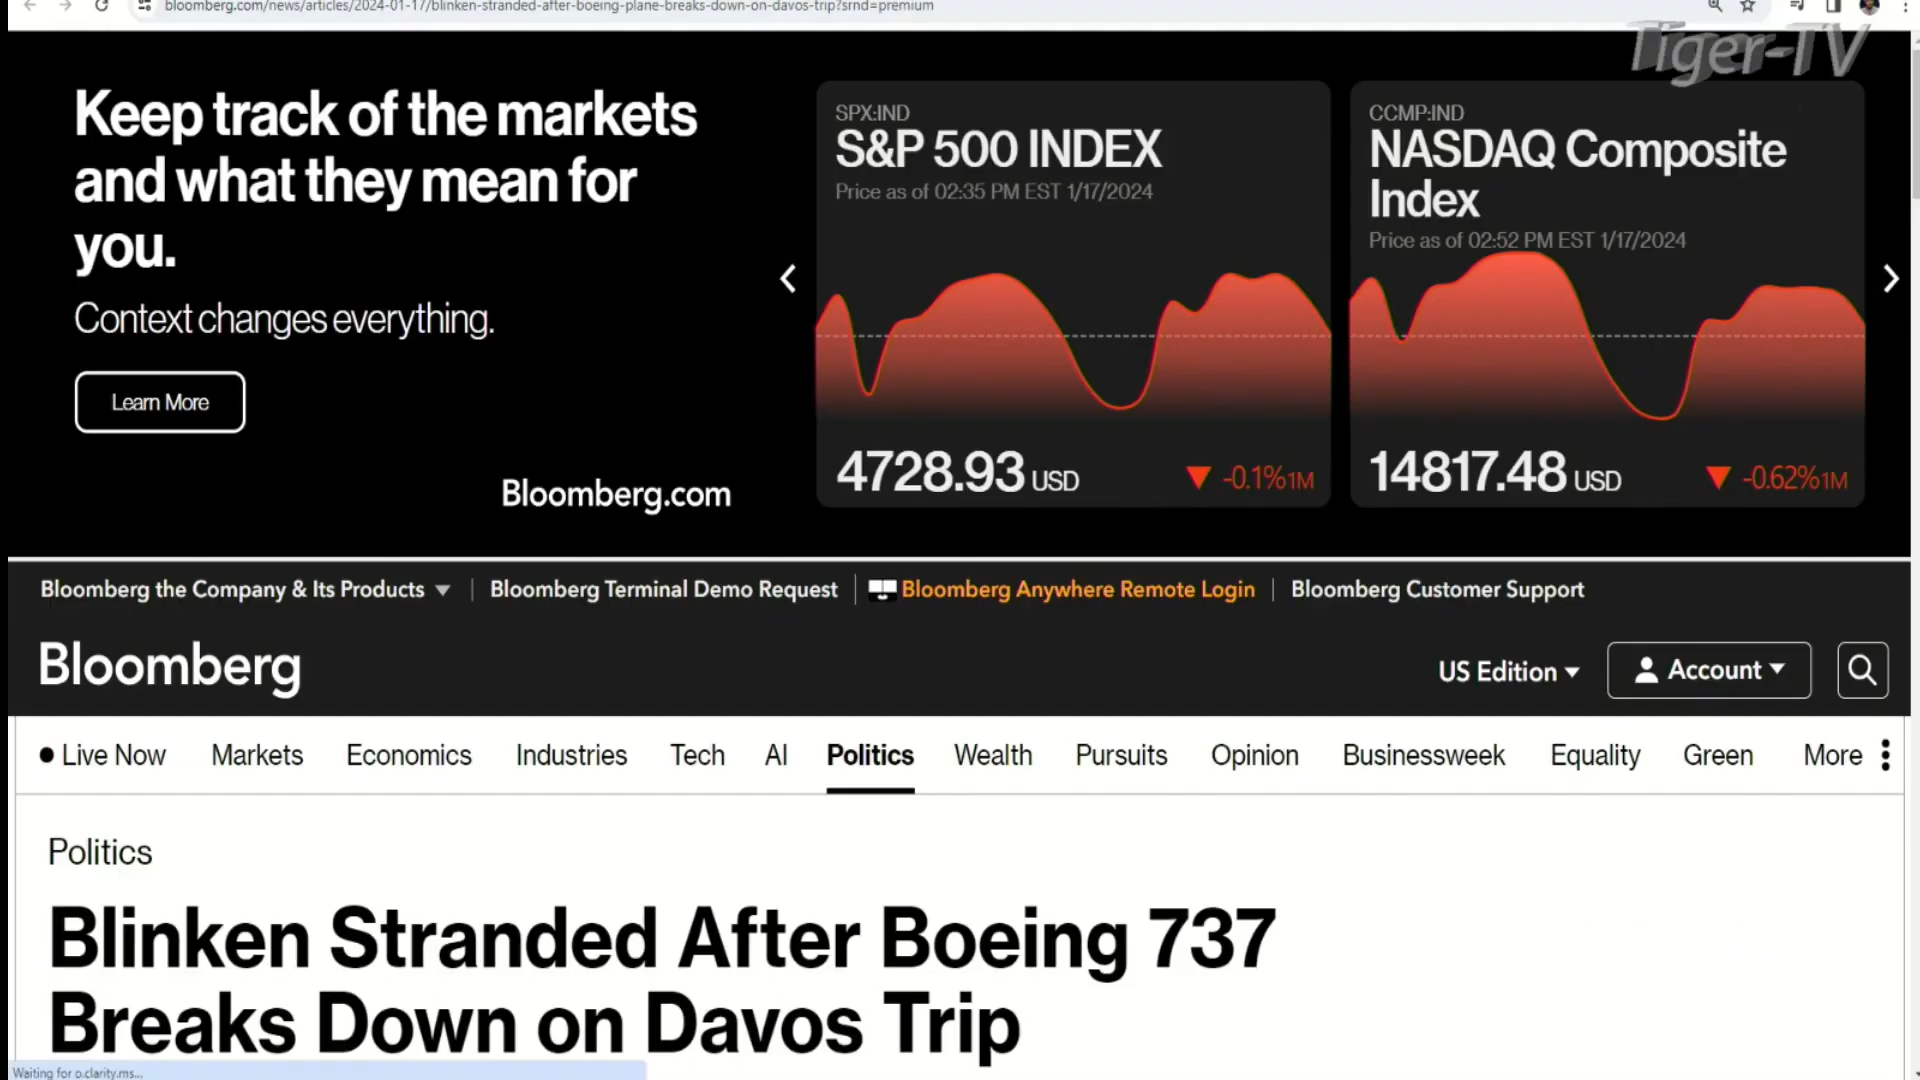 bloomberg.com/news/articles/2024-01-17/blinken-stranded-after-boeing-plane-breaks-down-on-davos-trip?srnd=premium
Tiger-TV
Keep track of the markets
and what they mean for
you.
Context changes everything.
Learn More
Bloomberg.com
SPX:IND
S&P 500 INDEX
Price as of 02:35 PM EST 1/17/2024
4728.93 USD
-0.1% 1M
CCMP:IND
NASDAQ Composite
Index
Price as of 02:52 PM EST 1/17/2024
14817.48 USD
-0.62% 1M
Bloomberg the Company & Its Products
Bloomberg Terminal Demo Request
Bloomberg Anywhere Remote Login
Bloomberg Customer Support
Bloomberg
US Edition
Account
Live Now Markets Economics Industries Tech AI Politics Wealth Pursuits Opinion Businessweek Equality Green More
Politics
Blinken Stranded After Boeing 737
Breaks Down on Davos Trip
Waiting for o.clarity.ms...